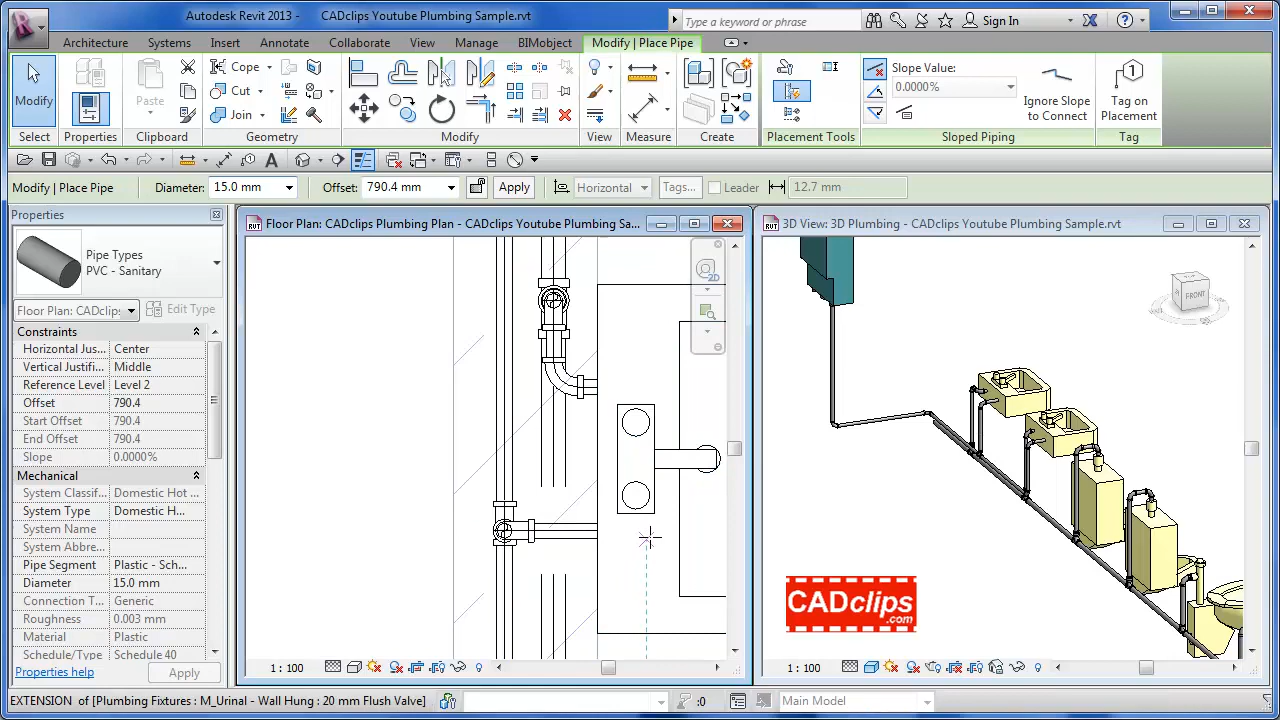 Autodesk Revit 2013 - CADclips Youtube Plumbing Sample.rvt
Type a keyword or phrase
Sign In
Architecture Systems Insert Annotate Collaborate View Manage BIMobject Modify | Place Pipe
Modify
Paste
Cope
Cut
Join
Slope Value:
0.0000%
Ignore Slope to Connect
Tag on Placement
Select Properties Clipboard Geometry Modify View Measure Create Placement Tools Sloped Piping Tag
Modify | Place Pipe Diameter: 15.0 mm Offset: 790.4 mm Apply Horizontal Tags... Leader 12.7 mm
Properties
Pipe Types
PVC - Sanitary
Floor Plan: CADclips Edit Type
Constraints
Horizontal Jus... Center
Vertical Justifi... Middle
Reference Level Level 2
Offset 790.4
Start Offset 790.4
End Offset 790.4
Slope 0.0000%
Mechanical
System Classif... Domestic Hot ...
System Type Domestic H...
System Name
System Abbre...
Pipe Segment Plastic - Sch...
Diameter 15.0 mm
Connection T... Generic
Roughness 0.003 mm
Material Plastic
Schedule/Type Schedule 40
Properties help Apply
Floor Plan: CADclips Plumbing Plan - CADclips Youtube Plumbing Sa...
2D
1 : 100
3D View: 3D Plumbing - CADclips Youtube Plumbing Sample.rvt
FRONT
CADclips
.com
1 : 100
EXTENSION of [Plumbing Fixtures : M_Urinal - Wall Hung : 20 mm Flush Valve] :0 Main Model